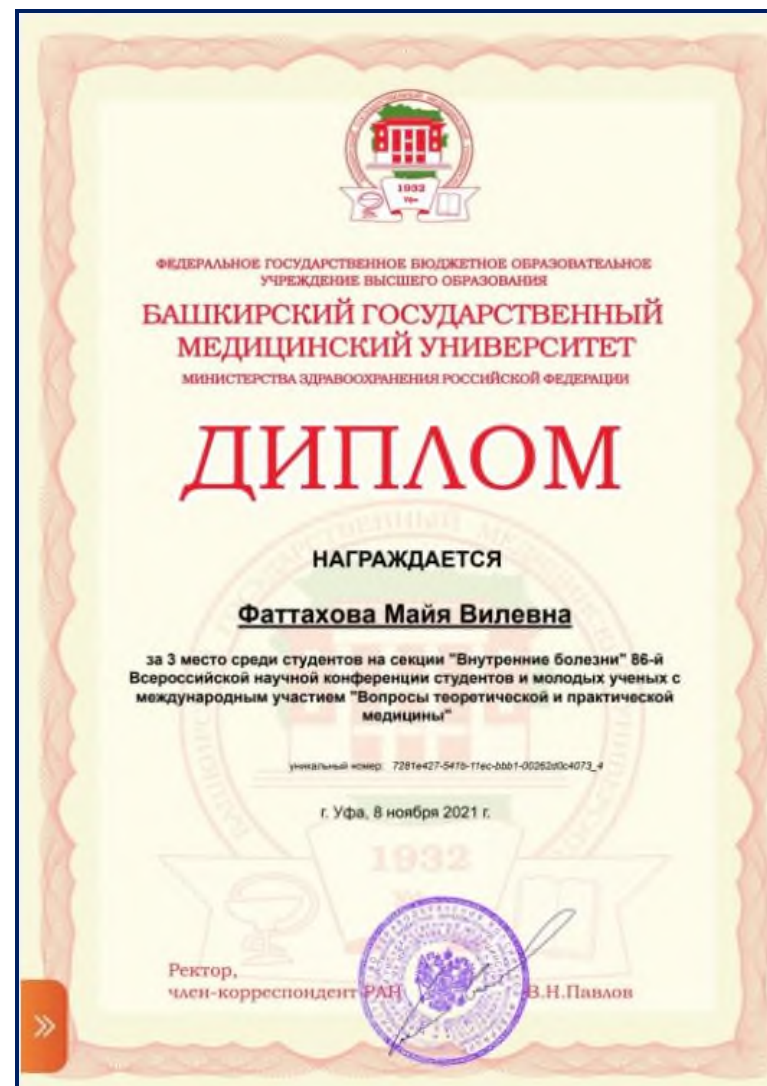 1932
Уфа
ФЕДЕРАЛЬНОЕ ГОСУДАРСТВЕННОЕ БЮДЖЕТНОЕ ОБРАЗОВАТЕЛЬНОЕ
УЧРЕЖДЕНИЕ ВЫСШЕГО ОБРАЗОВАНИЯ
БАШКИРСКИЙ ГОСУДАРСТВЕННЫЙ
МЕДИЦИНСКИЙ УНИВЕРСИТЕТ
МИНИСТЕРСТВА ЗДРАВООХРАНЕНИЯ РОССИЙСКОЙ ФЕДЕРАЦИИ
ДИПЛОМ
НАГРАЖДАЕТСЯ
Фаттахова Майя Вилевна
за 3 место среди студентов на секции "Внутренние болезни" 86-й
Всероссийской научной конференции студентов и молодых ученых с
международным участием "Вопросы теоретической и практической
медицины"
уникальный номер: 7281e427-541b-11ec-bbb1-00262d0c4073_4
г. Уфа, 8 ноября 2021 г.
1932
Ректор,
член-корреспондент РАН В.Н.Павлов